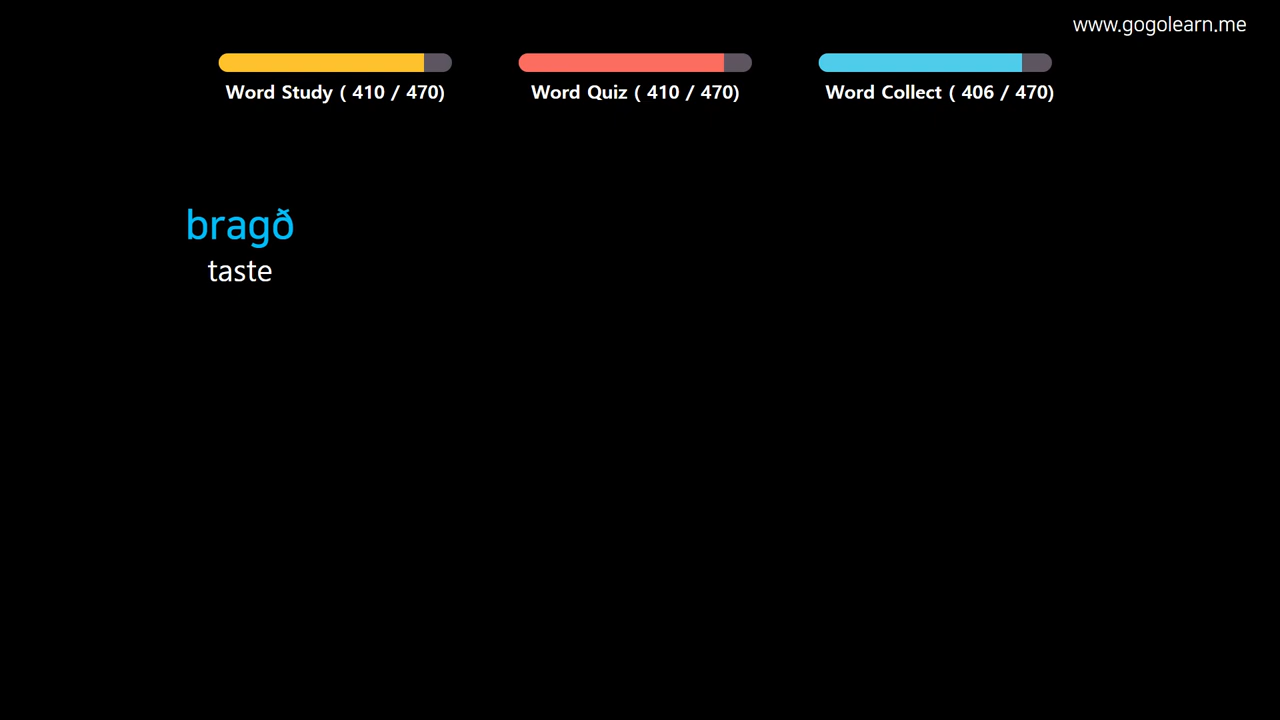 www.gogolearn.me
Word Study ( 410 / 470)
Word Quiz ( 410 / 470)
Word Collect ( 406 / 470)
bragð
taste